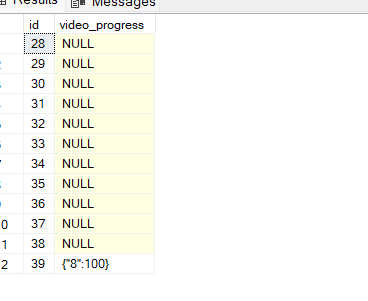 Results Messages
id video_progress
28 NULL
2 29 NULL
30 NULL
31 NULL
32 NULL
33 NULL
34 NULL
35 NULL
36 NULL
0 37 NULL
1 38 NULL
2 39 {"8":100}